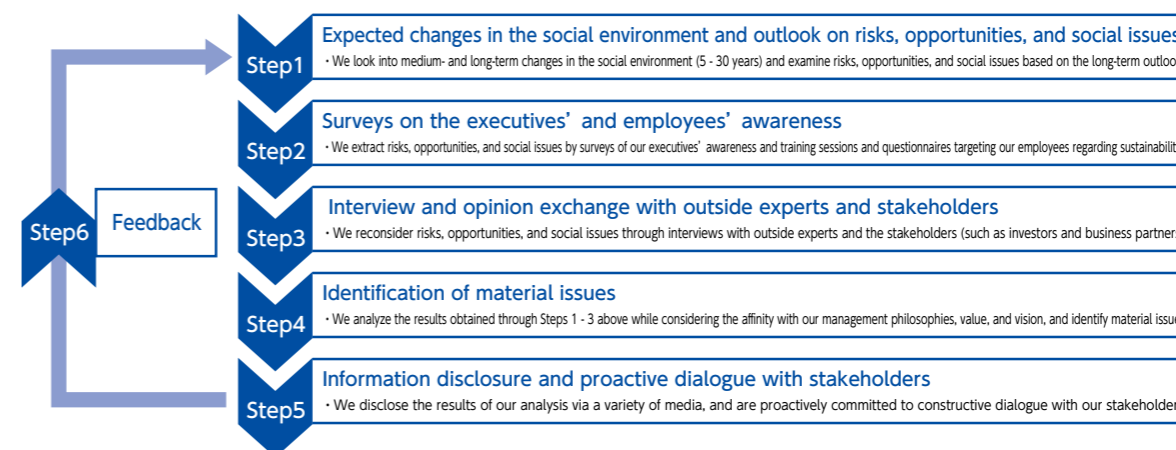 Step1
Expected changes in the social environment and outlook on risks, opportunities, and social issues
・We look into medium- and long-term changes in the social environment (5 - 30 years) and examine risks, opportunities, and social issues based on the long-term
Step2
Surveys on the executives’ and employees’ awareness
・We extract risks, opportunities, and social issues by surveys of our executives’ awareness and training sessions and questionnaires targeting our employees regarding
Step3
Interview and opinion exchange with outside experts and stakeholders
・We reconsider risks, opportunities, and social issues through interviews with outside experts and the stakeholders (such as investors and business
Step4
Identification of material issues
・We analyze the results obtained through Steps 1 - 3 above while considering the affinity with our management philosophies, value, and vision, and identify material
Step5
Information disclosure and proactive dialogue with stakeholders
・We disclose the results of our analysis via a variety of media, and are proactively committed to constructive dialogue with our
Step6
Feedback